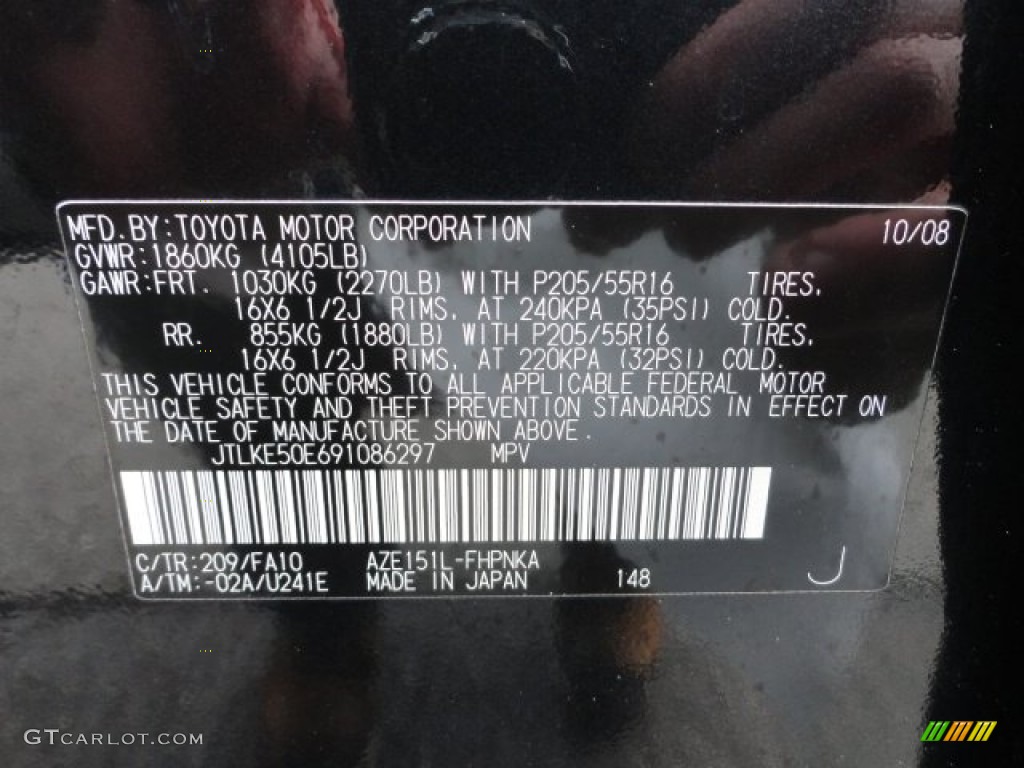 MFD.BY:TOYOTA MOTOR CORPORATION 10/08
GVWR:1860KG (4105LB)
GAWR:FRT. 1030KG (2270LB) WITH P205/55R16 TIRES,
16X6 1/2J RIMS, AT 240KPA (35PSI) COLD.
RR. 855KG (1880LB) WITH P205/55R16 TIRES,
16X6 1/2J RIMS, AT 220KPA (32PSI) COLD.
THIS VEHICLE CONFORMS TO ALL APPLICABLE FEDERAL MOTOR
VEHICLE SAFETY AND THEFT PREVENTION STANDARDS IN EFFECT ON
THE DATE OF MANUFACTURE SHOWN ABOVE.
JTLKE50E691086297 MPV
C/TR:209/FA10 AZE151L-FHPNKA
A/TM:-02A/U241E MADE IN JAPAN 148 J
GTCARLOT.COM